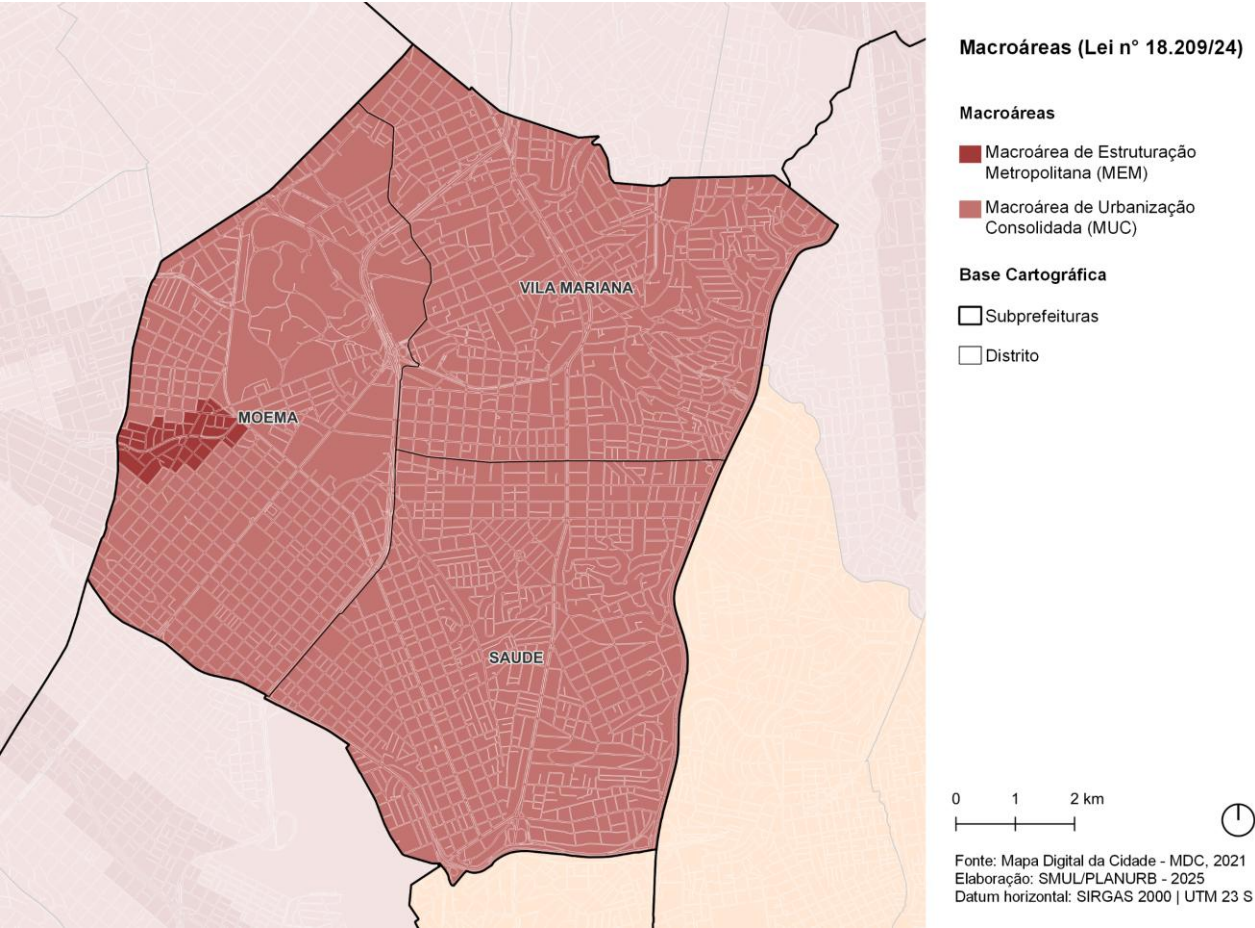 VILA MARIANA
MOEMA
SAUDE
Macroáreas (Lei n° 18.209/24)
Macroáreas
Macroárea de Estruturação
Metropolitana (MEM)
Macroárea de Urbanização
Consolidada (MUC)
Base Cartográfica
Subprefeituras
Distrito
0 1 2 km
Fonte: Mapa Digital da Cidade - MDC, 2021
Elaboração: SMUL/PLANURB - 2025
Datum horizontal: SIRGAS 2000 | UTM 23 S